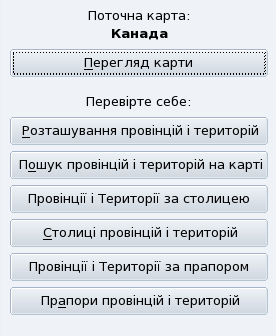 Поточна карта:
Канада
Перегляд карти
Перевірте себе:
Розташування провінцій і територій
Пошук провінцій і територій на карті
Провінції і Території за столицею
Столиці провінцій і територій
Провінції і Території за прапором
Прапори провінцій і територій